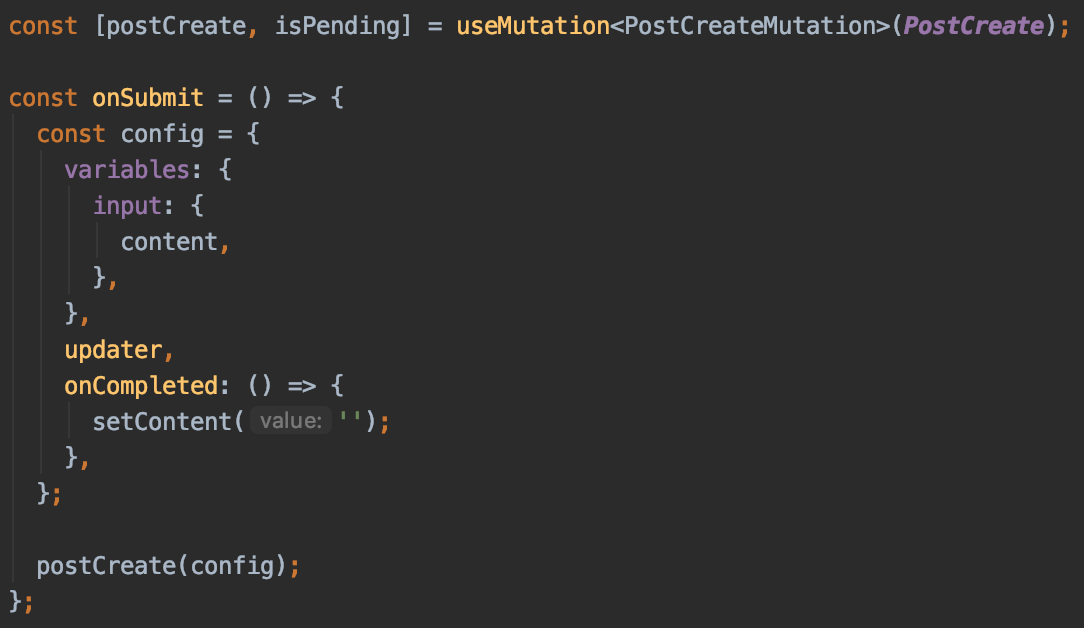 const [postCreate, isPending] = useMutation<PostCreateMutation>(PostCreate);
const onSubmit = () => {
const config = {
variables: {
input: {
content,
},
},
updater,
onCompleted: () => {
setContent( value: '');
},
};
postCreate(config);
};